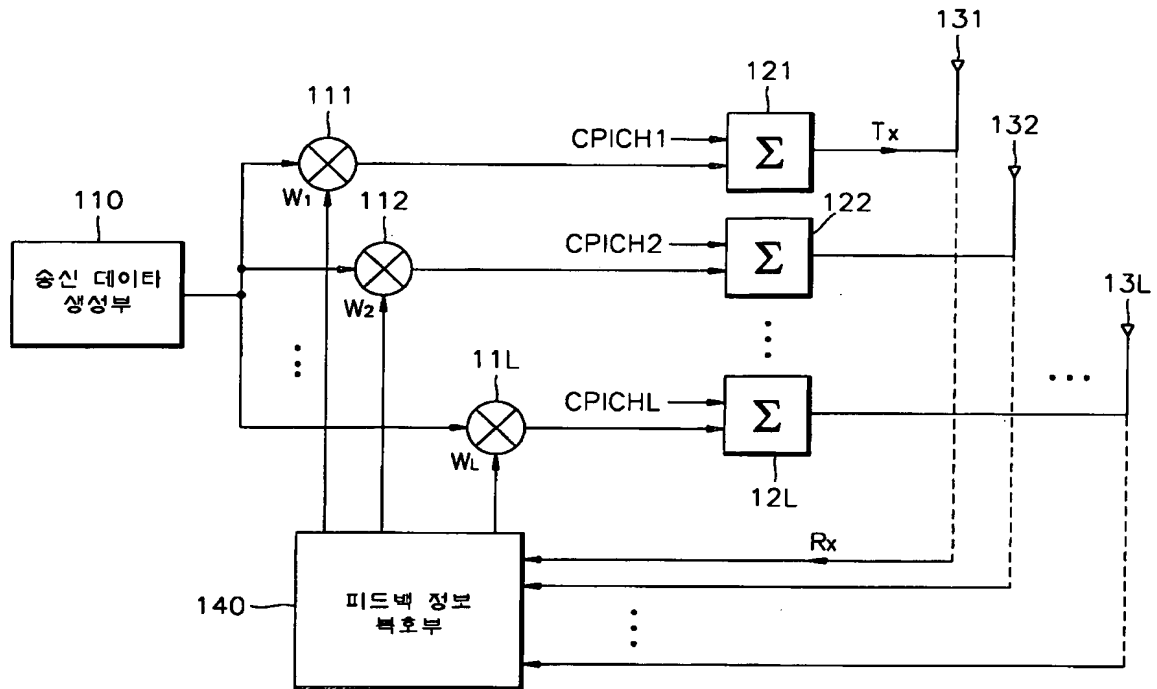 131
111
121
132
CPICH1
Σ
Tx
110
W1
112
122
CPICH2
Σ
송신 데이타
생성부
W2
13L
11L
CPICHL
Σ
WL
12L
Rx
140
피드백 정보
복호부